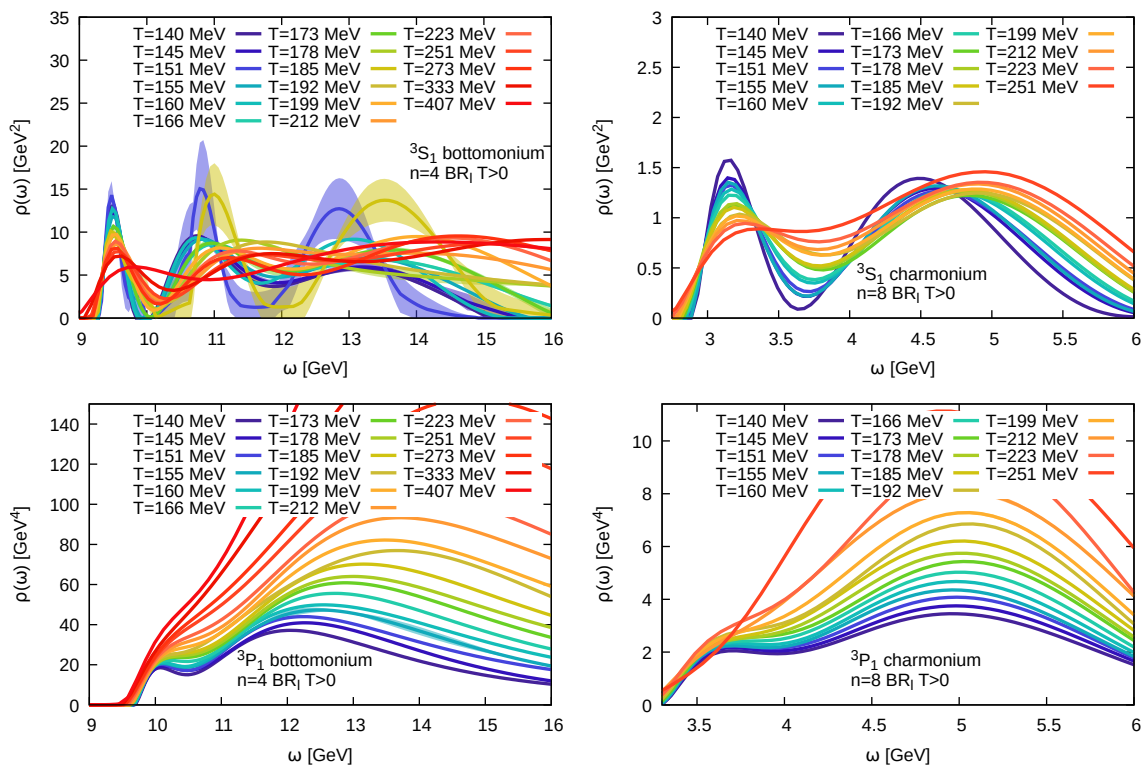 35
30
25
20
15
10
5
0
ρ(ω) [GeV²]
T=140 MeV T=173 MeV T=223 MeV
T=145 MeV T=178 MeV T=251 MeV
T=151 MeV T=185 MeV T=273 MeV
T=155 MeV T=192 MeV T=333 MeV
T=160 MeV T=199 MeV T=407 MeV
T=166 MeV T=212 MeV
³S₁ bottomonium
n=4 BRₗ T>0
9 10 11 12 13 14 15 16
ω [GeV]
3
2.5
2
1.5
1
0.5
0
ρ(ω) [GeV²]
T=140 MeV T=166 MeV T=199 MeV
T=145 MeV T=173 MeV T=212 MeV
T=151 MeV T=178 MeV T=223 MeV
T=155 MeV T=185 MeV T=251 MeV
T=160 MeV T=192 MeV
³S₁ charmonium
n=8 BRₗ T>0
3 3.5 4 4.5 5 5.5 6
ω [GeV]
140
120
100
80
60
40
20
0
ρ(ω) [GeV⁴]
T=140 MeV T=173 MeV T=223 MeV
T=145 MeV T=178 MeV T=251 MeV
T=151 MeV T=185 MeV T=273 MeV
T=155 MeV T=192 MeV T=333 MeV
T=160 MeV T=199 MeV T=407 MeV
T=166 MeV T=212 MeV
³P₁ bottomonium
n=4 BRₗ T>0
9 10 11 12 13 14 15 16
ω [GeV]
10
8
6
4
2
0
ρ(ω) [GeV⁴]
T=140 MeV T=166 MeV T=199 MeV
T=145 MeV T=173 MeV T=212 MeV
T=151 MeV T=178 MeV T=223 MeV
T=155 MeV T=185 MeV T=251 MeV
T=160 MeV T=192 MeV
³P₁ charmonium
n=8 BRₗ T>0
3.5 4 4.5 5 5.5 6
ω [GeV]